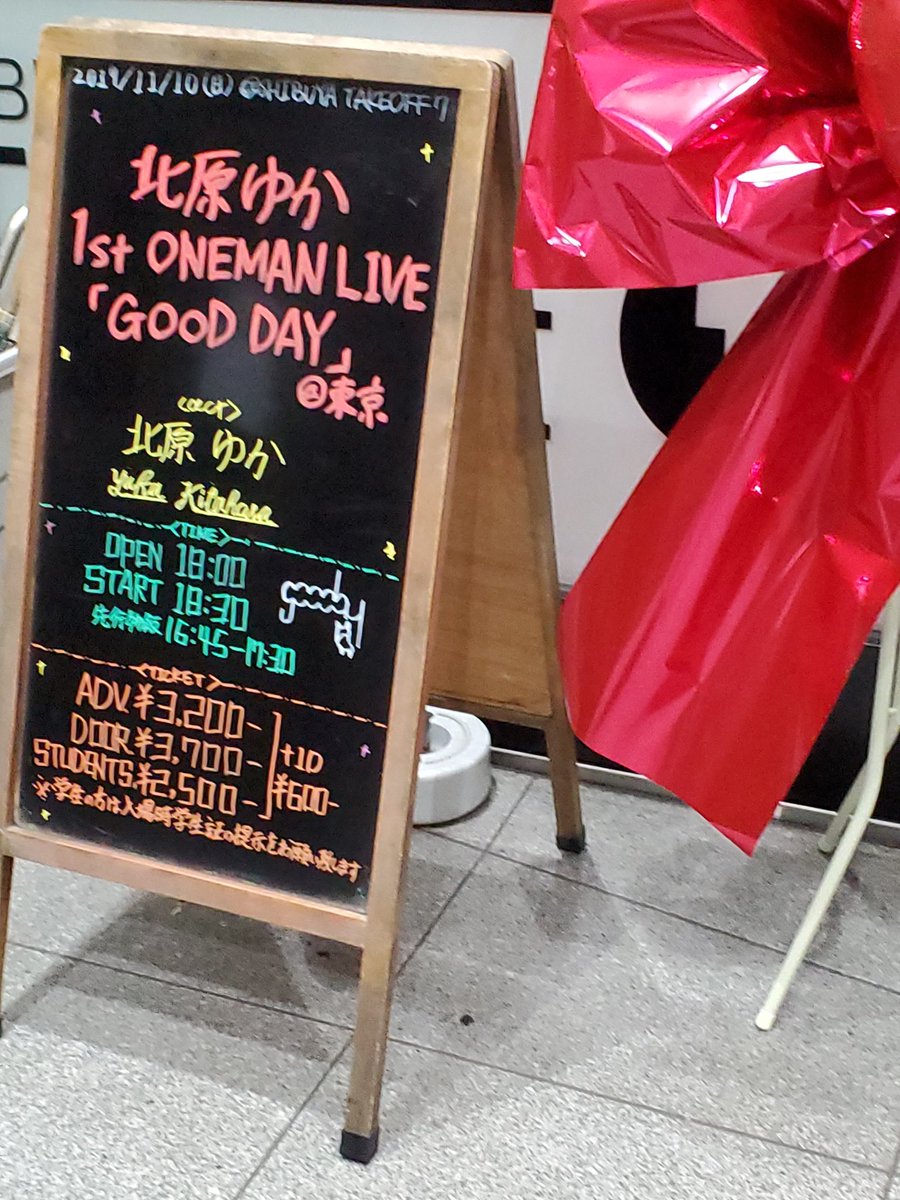 2019/11/10(日) @SHIBUYA TAKEOFF 7
北原ゆか
1st ONEMAN LIVE
「GOOD DAY」
@東京
<act>
北原 ゆか
Yuka Kitahara
<TIME>
OPEN 18:00
START 18:30
先行物販 16:45-17:30
goody
<TICKET>
ADV. ¥3,200-
DOOR ¥3,700-
STUDENTS. ¥2,500-
+1D
¥600-
※学生の方は入場時学生証の提示をお願い致します